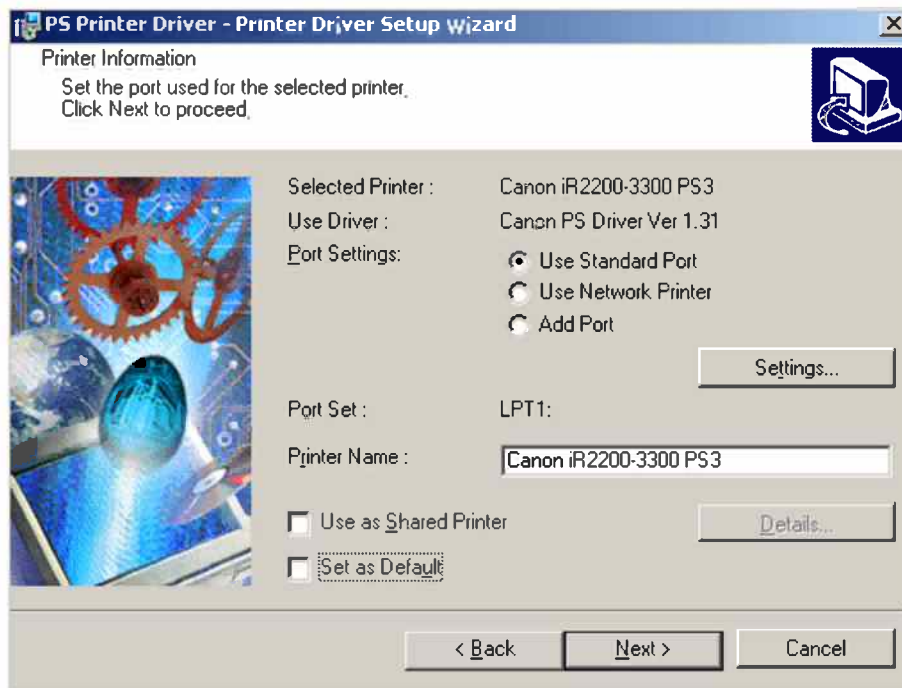 PS Printer Driver - Printer Driver Setup Wizard
Printer Information
Set the port used for the selected printer.
Click Next to proceed.
Selected Printer : Canon iR2200-3300 PS3
Use Driver : Canon PS Driver Ver 1.31
Port Settings: Use Standard Port
Use Network Printer
Add Port
Settings...
Port Set : LPT1:
Printer Name : Canon iR2200-3300 PS3
Use as Shared Printer Details...
Set as Default
< Back Next > Cancel